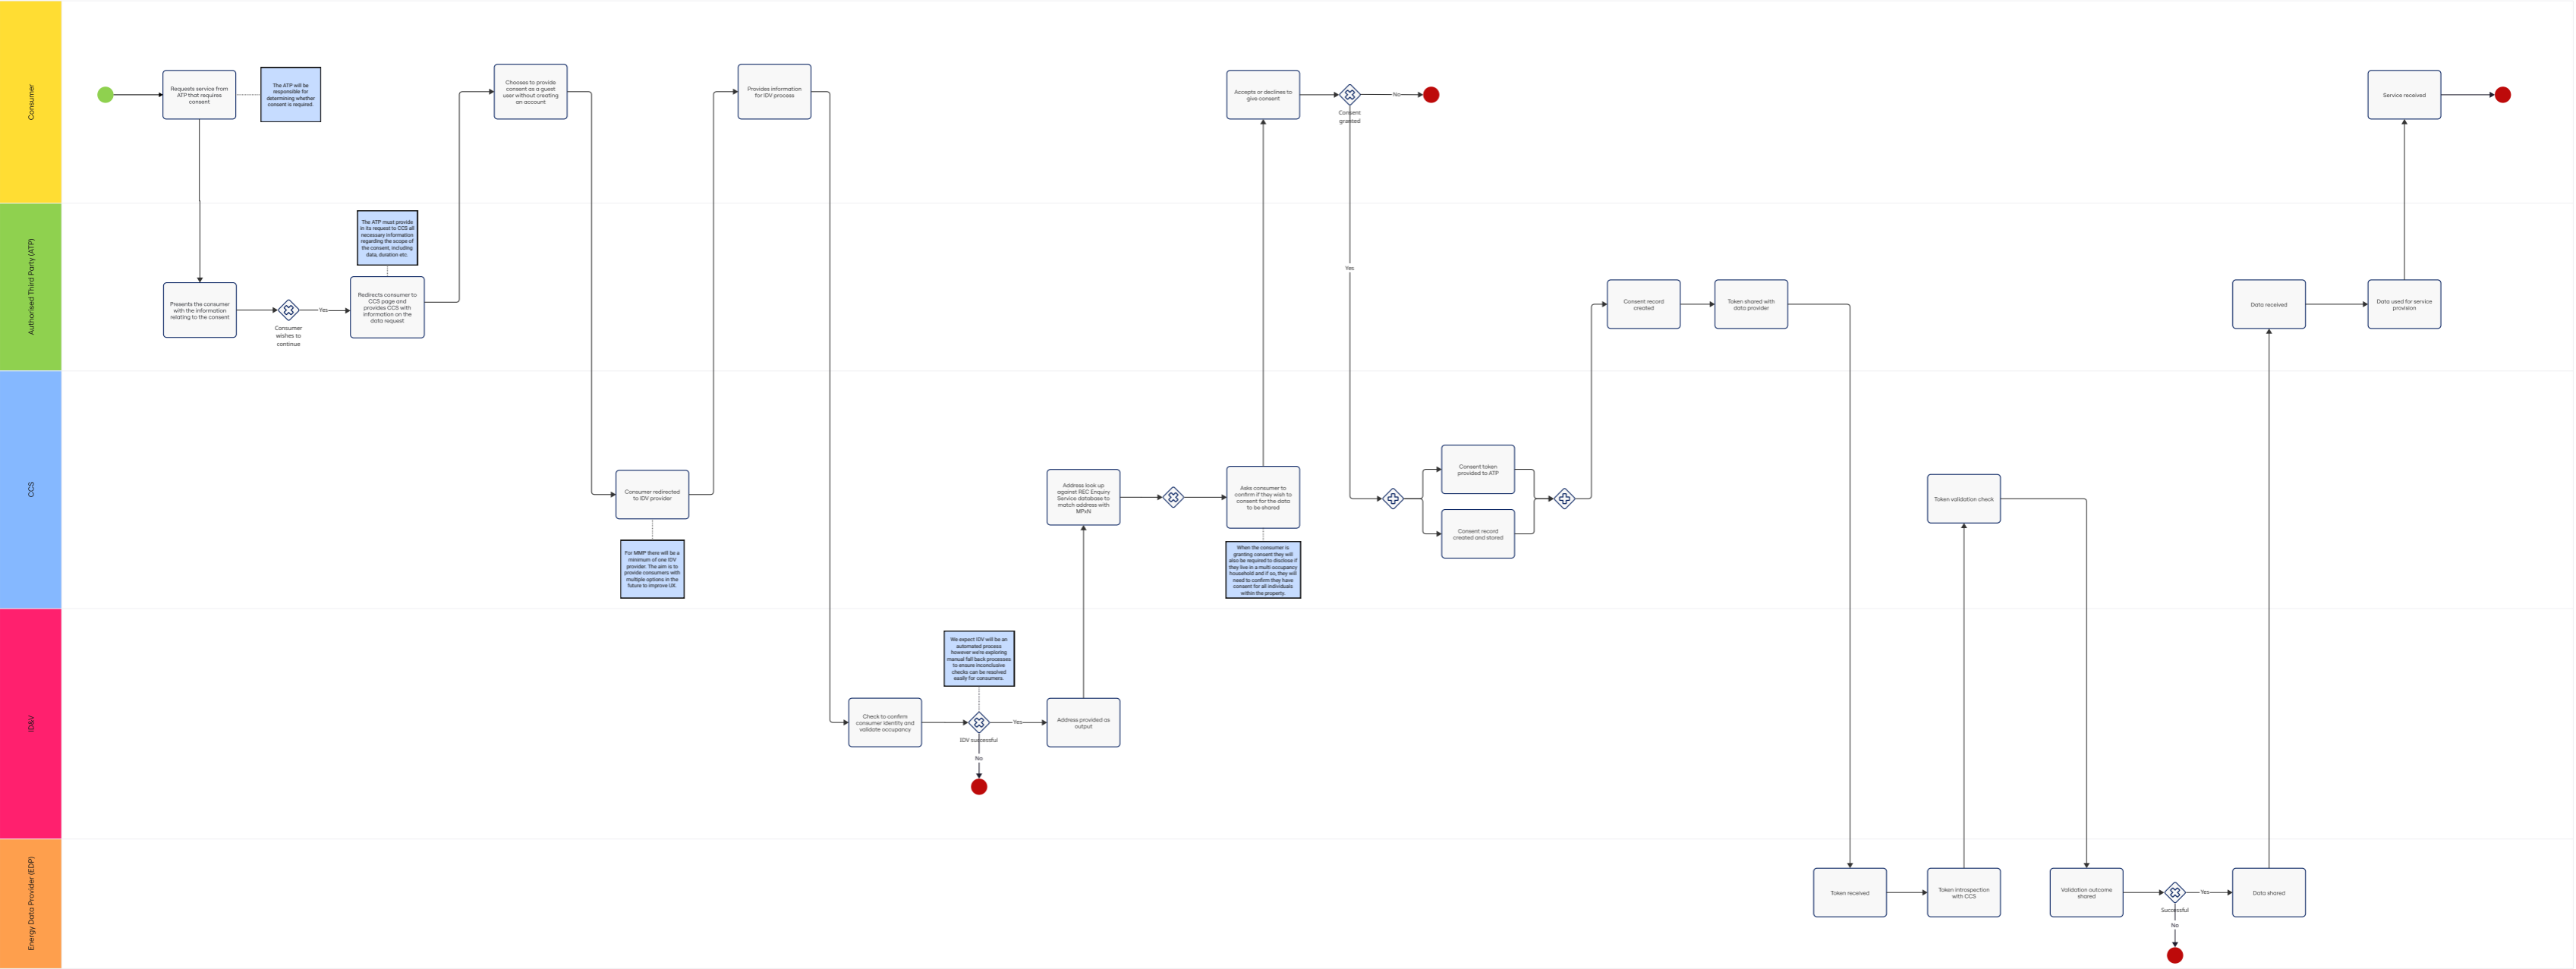 Consumer
Requests service from
ATP that requires
consent
The ATP will be
responsible for
determining whether
consent is required.
Chooses to provide
consent as a guest
user without creating
an account
Provides information
for IDV process
Accepts or declines to
give consent
Consent
granted
No
Yes
Service received
Authorised Third Party (ATP)
Presents the consumer
with the information
relating to the consent
Consumer
wishes to
continue
Yes
The ATP must provide
in its request to CCS all
necessary information
regarding the scope of
the consent, including
data, duration etc.
Redirects consumer to
CCS page and
provides CCS with
information on the
data request
Consent record
created
Token shared with
data provider
Data received
Data used for service
provision
CCS
Consumer redirected
to IDV provider
For MMP there will be a
minimum of one IDV
provider. The aim is to
provide consumers with
multiple options in the
future to improve UX.
Address look up
against REC Enquiry
Service database to
match address with
MPxN
Asks consumer to
confirm if they wish to
consent for the data
to be shared
When the consumer is
granting consent they will
also be required to disclose if
they live in a multi occupancy
household and if so, they will
need to confirm they have
consent for all individuals
within the property.
Consent token
provided to ATP
Consent record
created and stored
Token validation check
ID&V
Check to confirm
consumer identity and
validate occupancy
We expect IDV will be an
automated process
however we're exploring
manual fall back processes
to ensure inconclusive
checks can be resolved
easily for consumers.
IDV successful
Yes
No
Address provided as
output
Energy Data Provider (EDP)
Token received
Token introspection
with CCS
Validation outcome
shared
Successful
Yes
No
Data shared